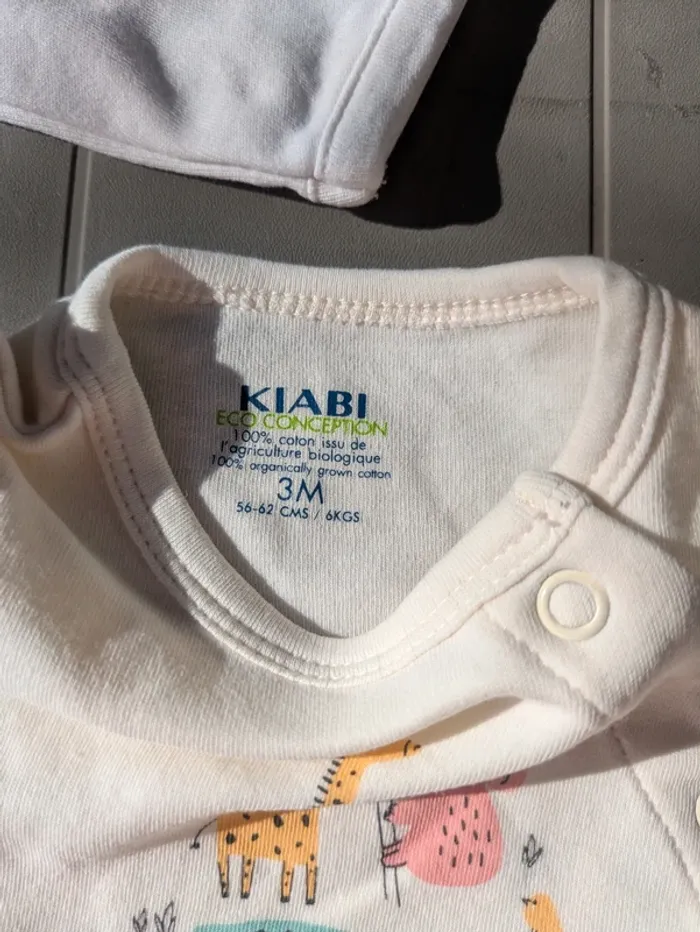 KIABI
ECO CONCEPTION
100% coton issu de
l'agriculture biologique
100% organically grown cotton
3M
56-62 CMS / 6KGS